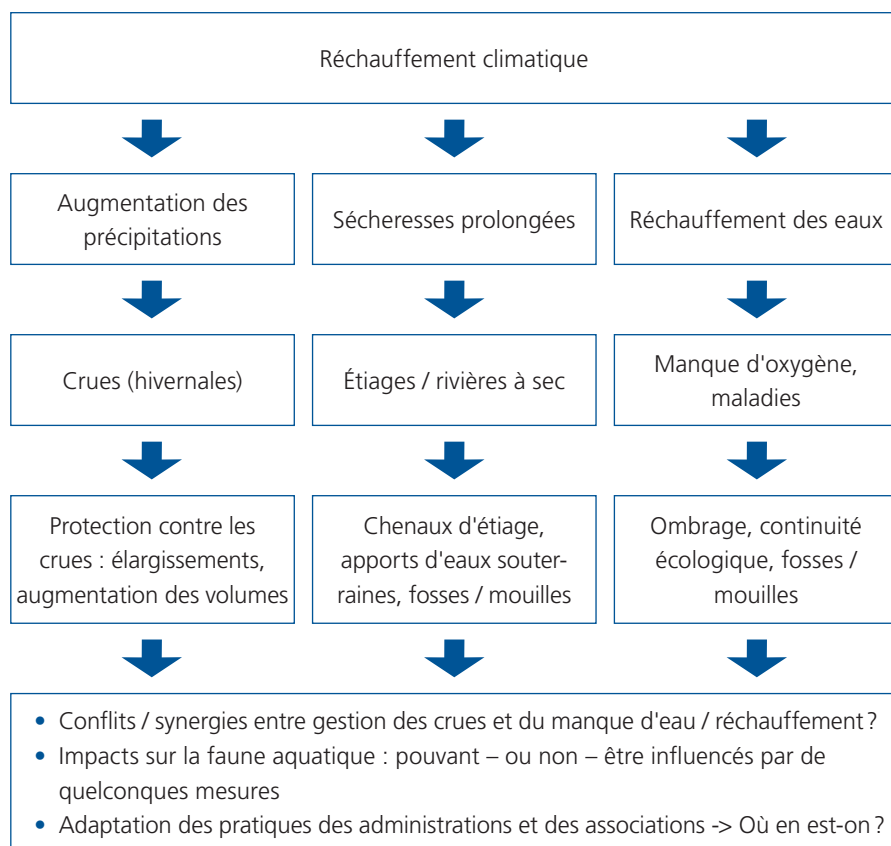 Réchauffement climatique
Augmentation des
précipitations
Sécheresses prolongées
Réchauffement des eaux
Crues (hivernales)
Étiages / rivières à sec
Manque d'oxygène,
maladies
Protection contre les
crues : élargissements,
augmentation des volumes
Chenaux d'étiage,
apports d'eaux souter-
raines, fosses / mouilles
Ombrage, continuité
écologique, fosses /
mouilles
• Conflits / synergies entre gestion des crues et du manque d'eau / réchauffement ?
• Impacts sur la faune aquatique : pouvant – ou non – être influencés par de
quelconques mesures
• Adaptation des pratiques des administrations et des associations -> Où en est-on ?